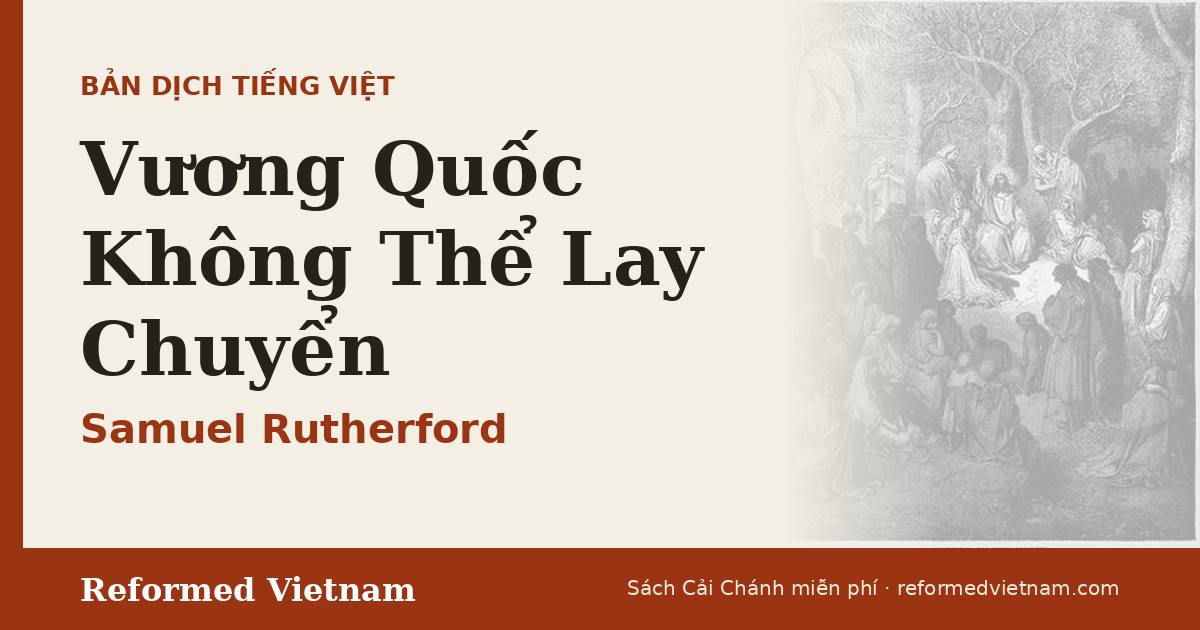 BẢN DỊCH TIẾNG VIỆT
Vương Quốc
Không Thể Lay
Chuyển
Samuel Rutherford
Reformed Vietnam
Sách Cải Chánh miễn phí · reformedvietnam.com